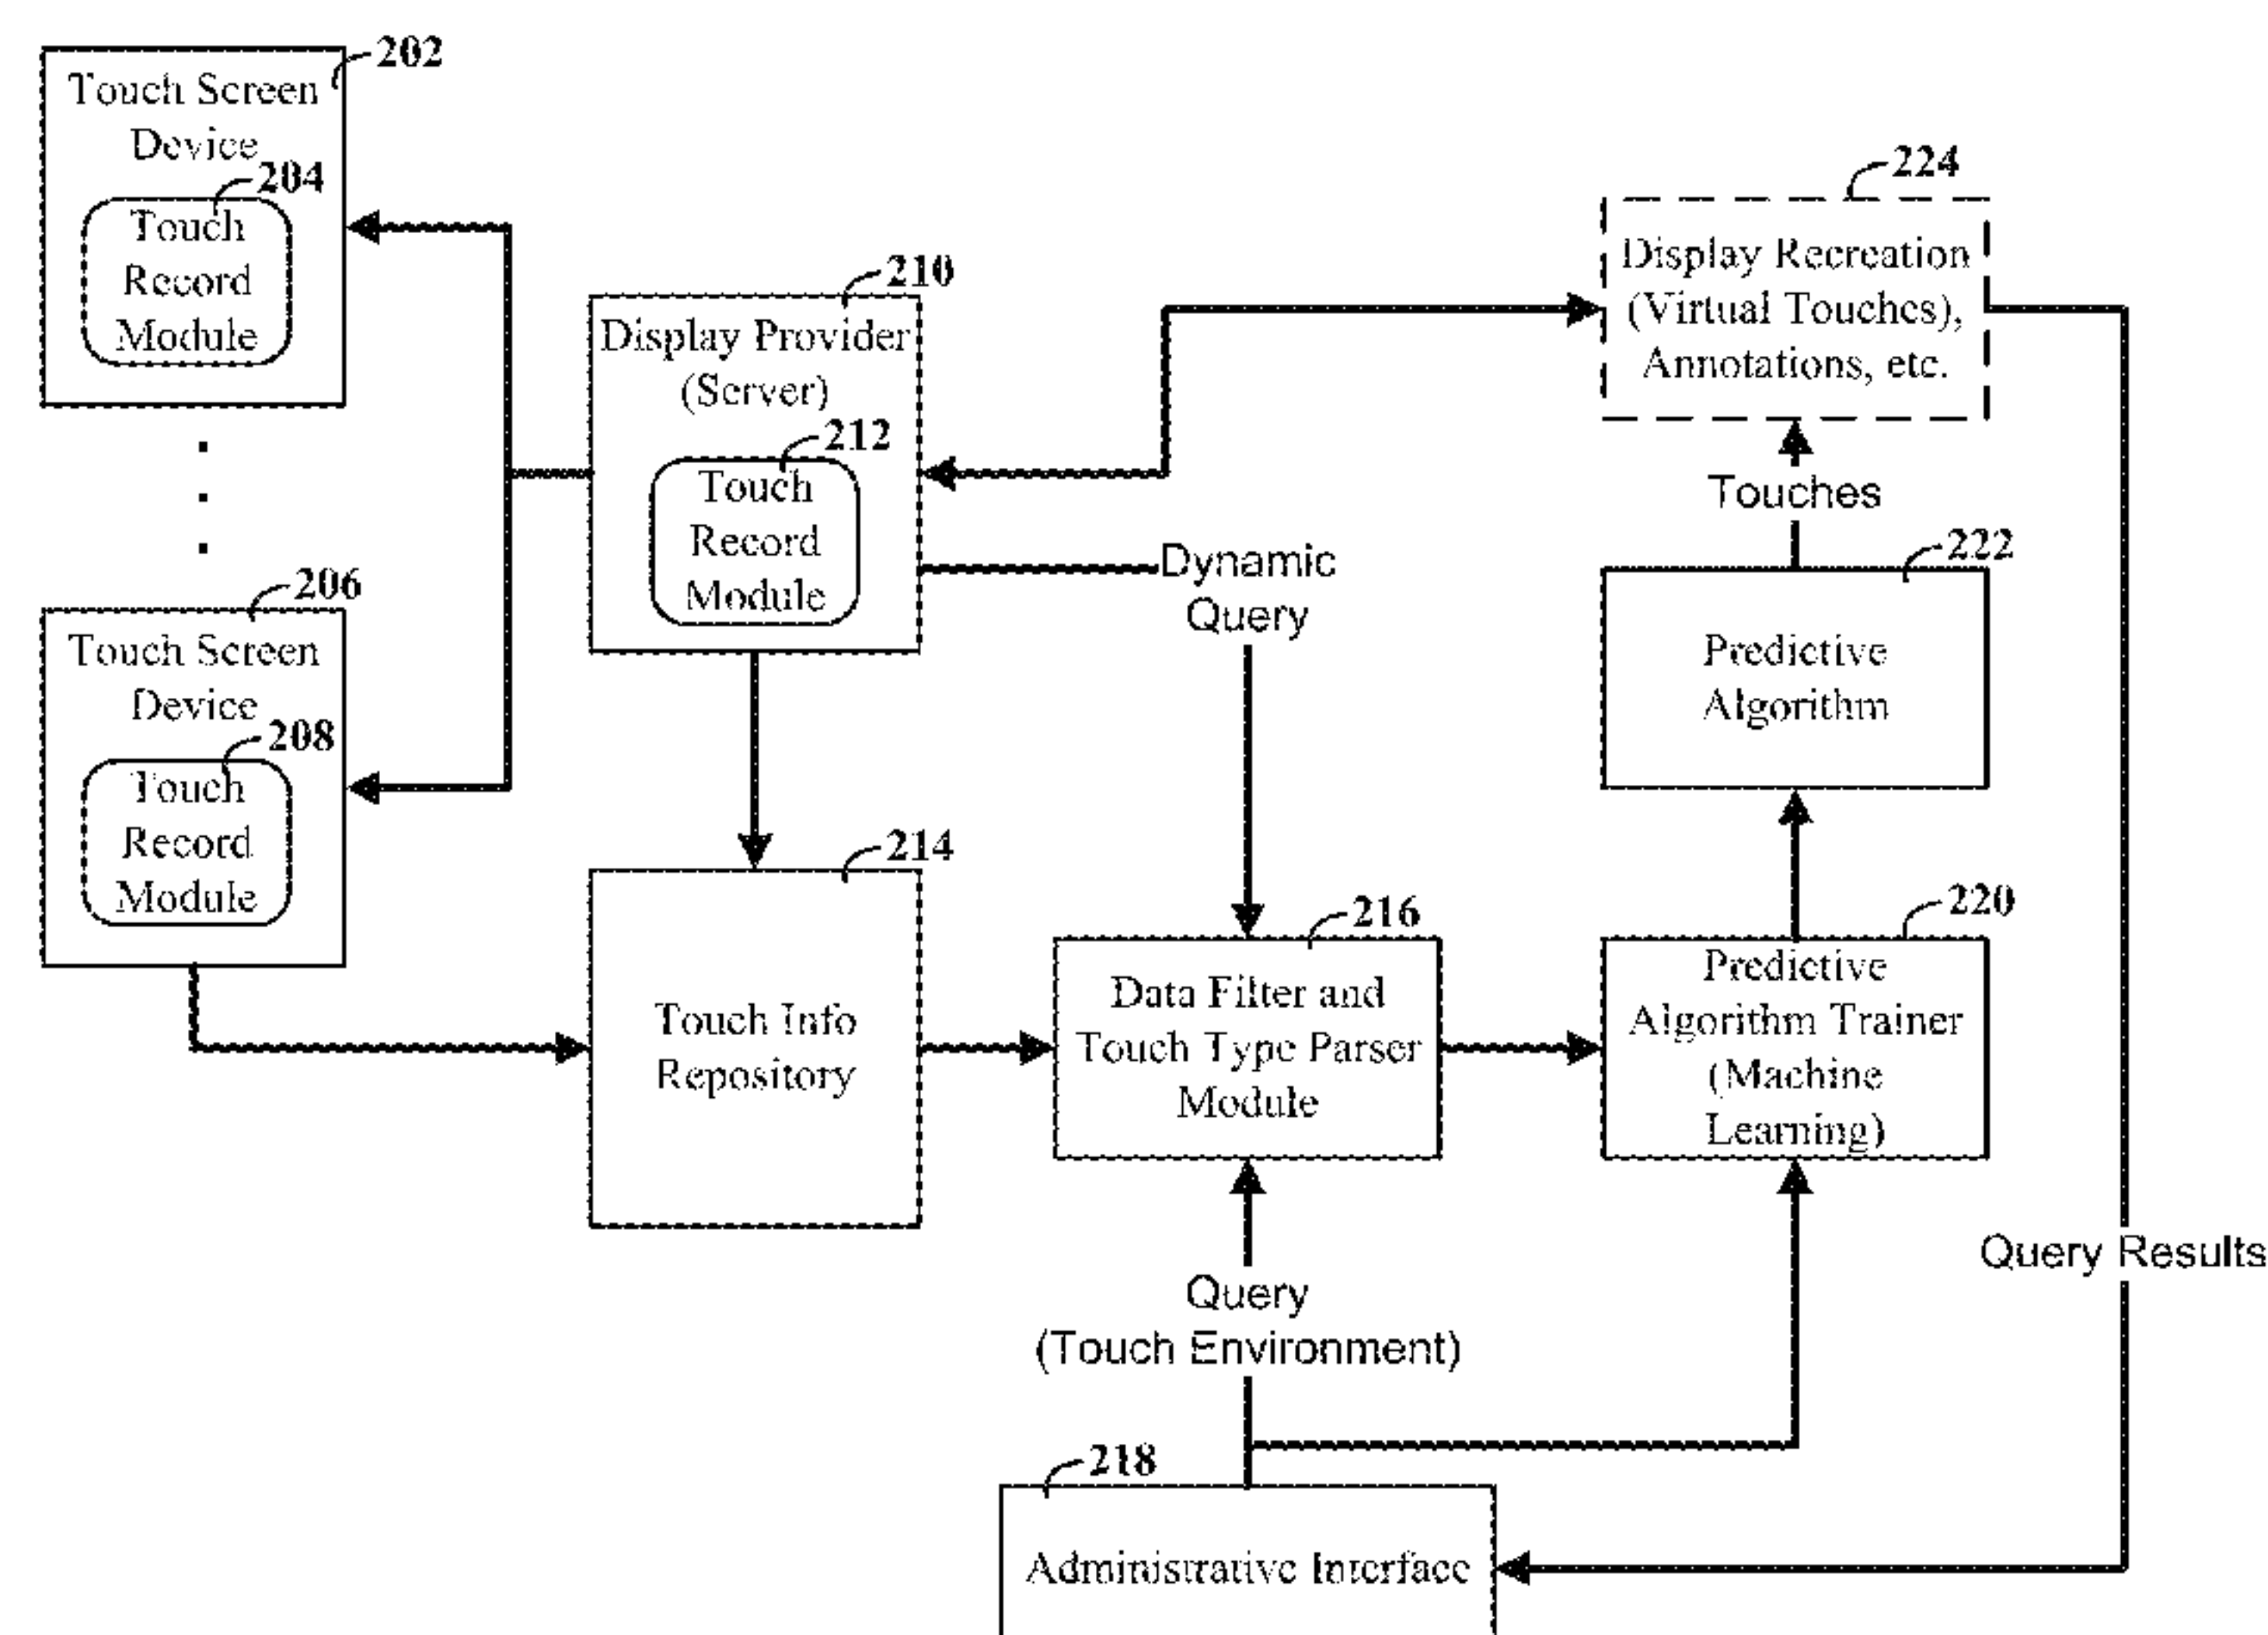 202
Touch Screen
Device
204
Touch
Record
Module
206
Touch Screen
Device
208
Touch
Record
Module
210
Display Provider
(Server)
212
Touch
Record
Module
Dynamic
Query
214
Touch Info
Repository
216
Data Filter and
Touch Type Parser
Module
Query
(Touch Environment)
218
Administrative Interface
224
Display Recreation
(Virtual Touches),
Annotations, etc.
Touches
222
Predictive
Algorithm
220
Predictive
Algorithm Trainer
(Machine
Learning)
Query Results